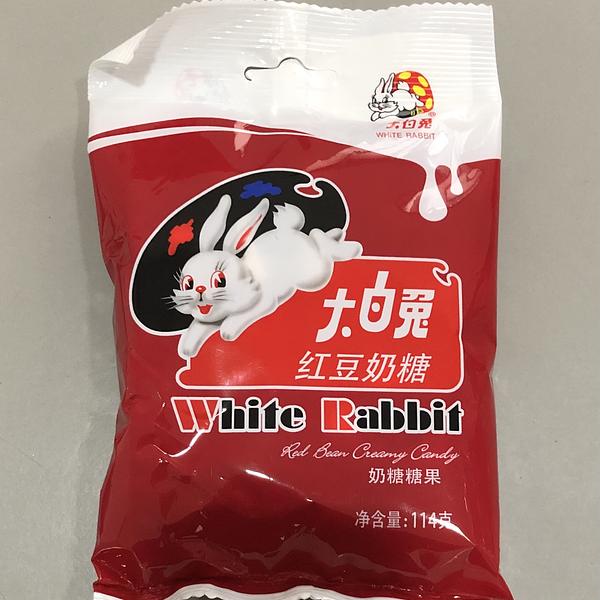 大白兔
WHITE RABBIT
大白兔
红豆奶糖
White Rabbit
Red Bean Creamy Candy
奶糖糖果
净含量:114克